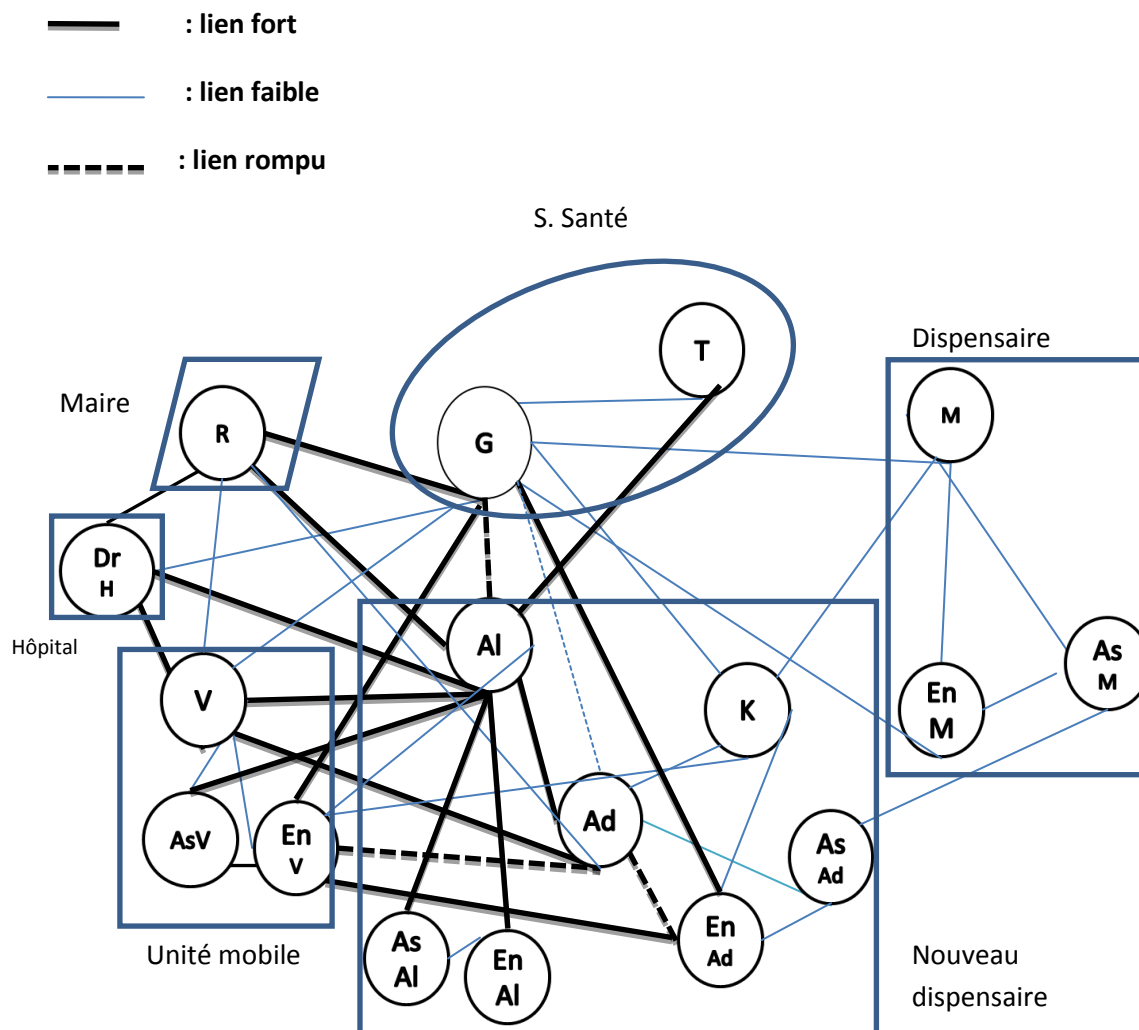 : lien fort
: lien faible
: lien rompu
S. Santé
T
Dispensaire
M
Maire
R
G
Dr
H
Hôpital
Al
V
K
As
M
En
M
AsV
En
V
Ad
As
Ad
En
Ad
As
Al
En
Al
Unité mobile
Nouveau
dispensaire